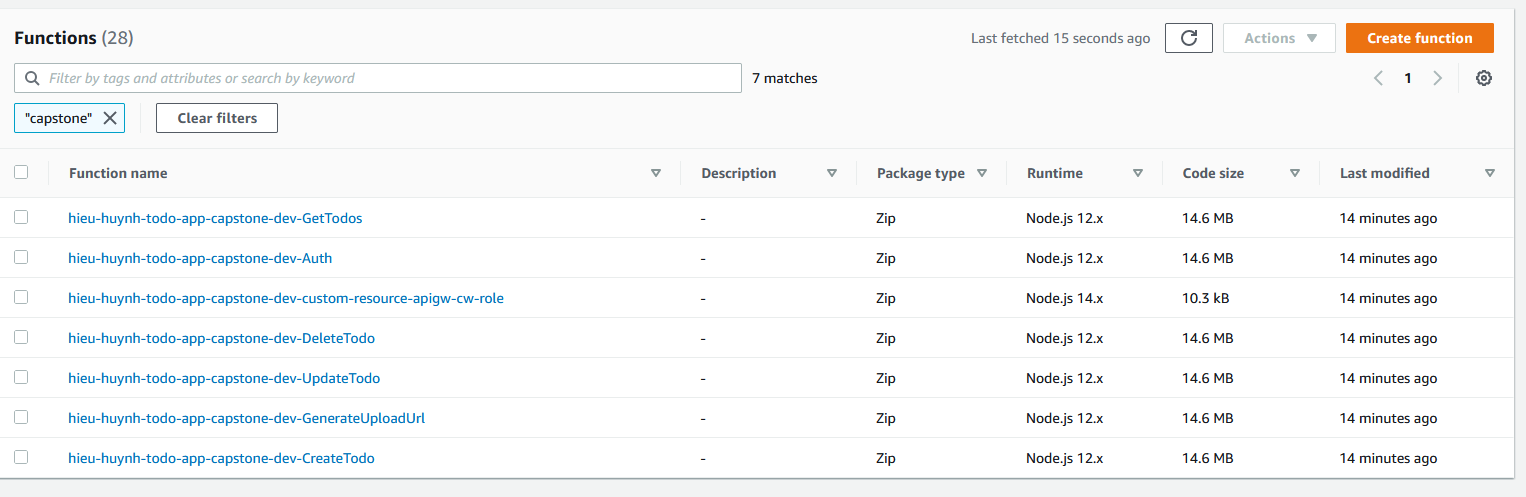 Functions (28) Last fetched 15 seconds ago Actions Create function
Filter by tags and attributes or search by keyword 7 matches 1
"capstone" Clear filters
Function name Description Package type Runtime Code size Last modified
hieu-huynh-todo-app-capstone-dev-GetTodos - Zip Node.js 12.x 14.6 MB 14 minutes ago
hieu-huynh-todo-app-capstone-dev-Auth - Zip Node.js 12.x 14.6 MB 14 minutes ago
hieu-huynh-todo-app-capstone-dev-custom-resource-apigw-cw-role - Zip Node.js 14.x 10.3 kB 14 minutes ago
hieu-huynh-todo-app-capstone-dev-DeleteTodo - Zip Node.js 12.x 14.6 MB 14 minutes ago
hieu-huynh-todo-app-capstone-dev-UpdateTodo - Zip Node.js 12.x 14.6 MB 14 minutes ago
hieu-huynh-todo-app-capstone-dev-GenerateUploadUrl - Zip Node.js 12.x 14.6 MB 14 minutes ago
hieu-huynh-todo-app-capstone-dev-CreateTodo - Zip Node.js 12.x 14.6 MB 14 minutes ago